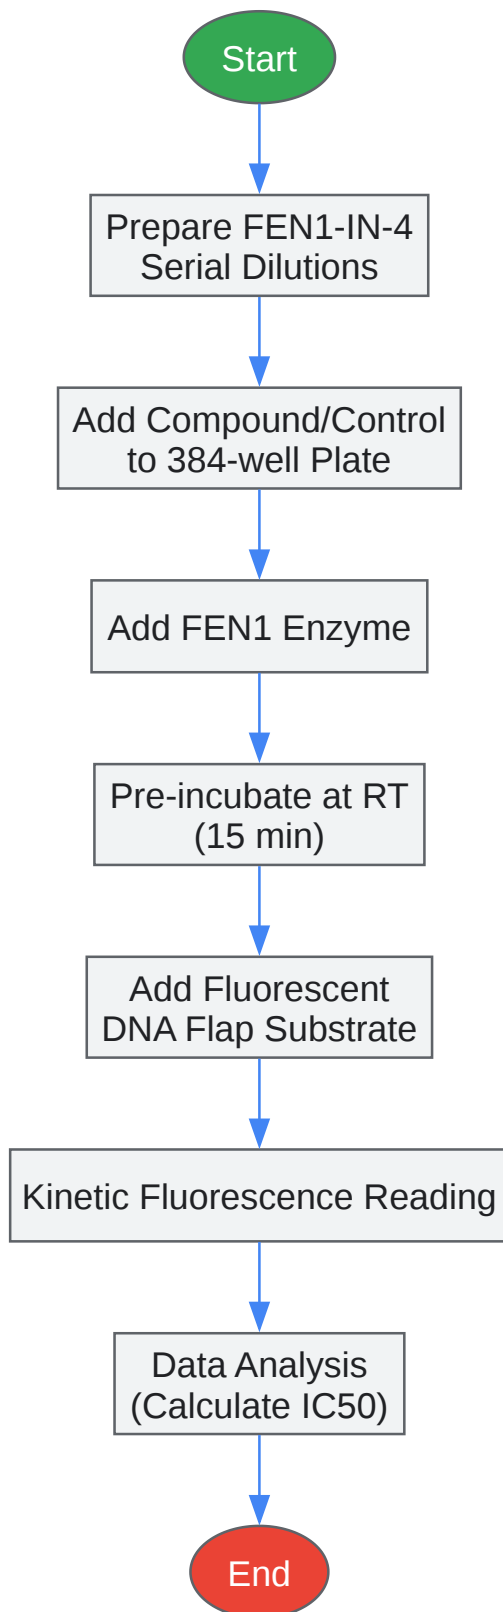 Start
Prepare FEN1-IN-4
Serial Dilutions
Add Compound/Control
to 384-well Plate
Add FEN1 Enzyme
Pre-incubate at RT
(15 min)
Add Fluorescent
DNA Flap Substrate
Kinetic Fluorescence Reading
Data Analysis
(Calculate IC50)
End